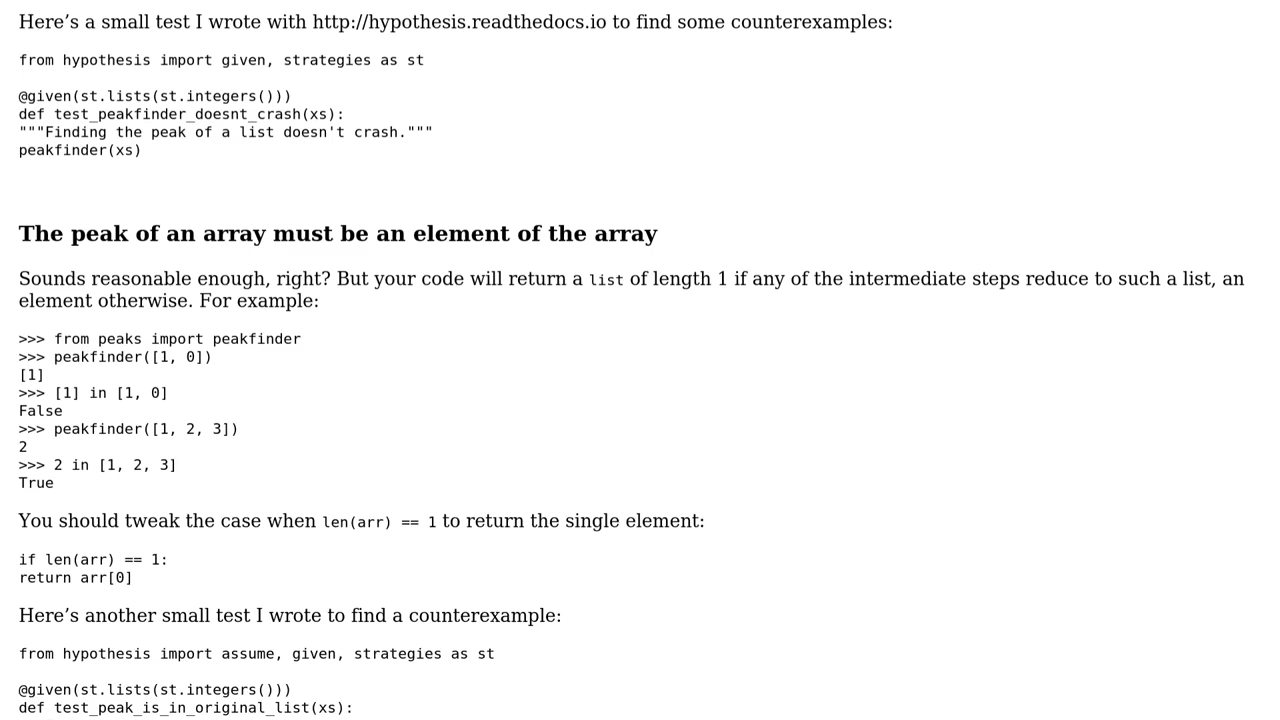 Here’s a small test I wrote with http://hypothesis.readthedocs.io to find some counterexamples:
from hypothesis import given, strategies as st
@given(st.lists(st.integers()))
def test_peakfinder_doesnt_crash(xs):
"""Finding the peak of a list doesn't crash."""
peakfinder(xs)
The peak of an array must be an element of the array
Sounds reasonable enough, right? But your code will return a list of length 1 if any of the intermediate steps reduce to such a list, an
element otherwise. For example:
>>> from peaks import peakfinder
>>> peakfinder([1, 0])
[1]
>>> [1] in [1, 0]
False
>>> peakfinder([1, 2, 3])
2
>>> 2 in [1, 2, 3]
True
You should tweak the case when len(arr) == 1 to return the single element:
if len(arr) == 1:
return arr[0]
Here’s another small test I wrote to find a counterexample:
from hypothesis import assume, given, strategies as st
@given(st.lists(st.integers()))
def test_peak_is_in_original_list(xs):